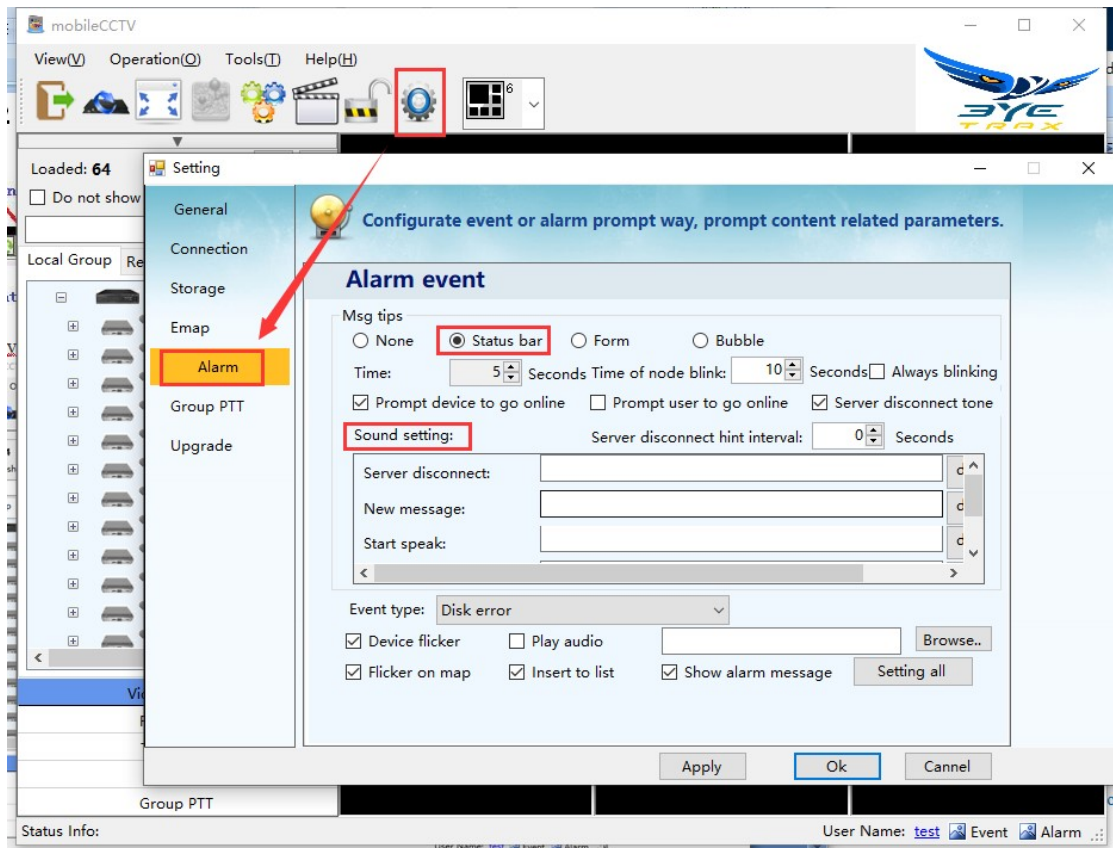 mobileCCTV
View(V) Operation(O) Tools(T) Help(H)
6
3YE
TRAX
Loaded: 64
Setting
Do not show
General
Configurate event or alarm prompt way, prompt content related parameters.
Connection
Local Group Re
Storage
Alarm event
Emap
Msg tips
None Status bar Form Bubble
Alarm
Time: 5 Seconds Time of node blink: 10 Seconds Always blinking
Group PTT
Prompt device to go online Prompt user to go online Server disconnect tone
Upgrade
Sound setting: Server disconnect hint interval: 0 Seconds
Server disconnect: d
New message: d
Start speak: d
Event type: Disk error
Device flicker Play audio Browse..
Flicker on map Insert to list Show alarm message Setting all
Apply Ok Cancel
Group PTT
Status Info: User Name: test Event Alarm